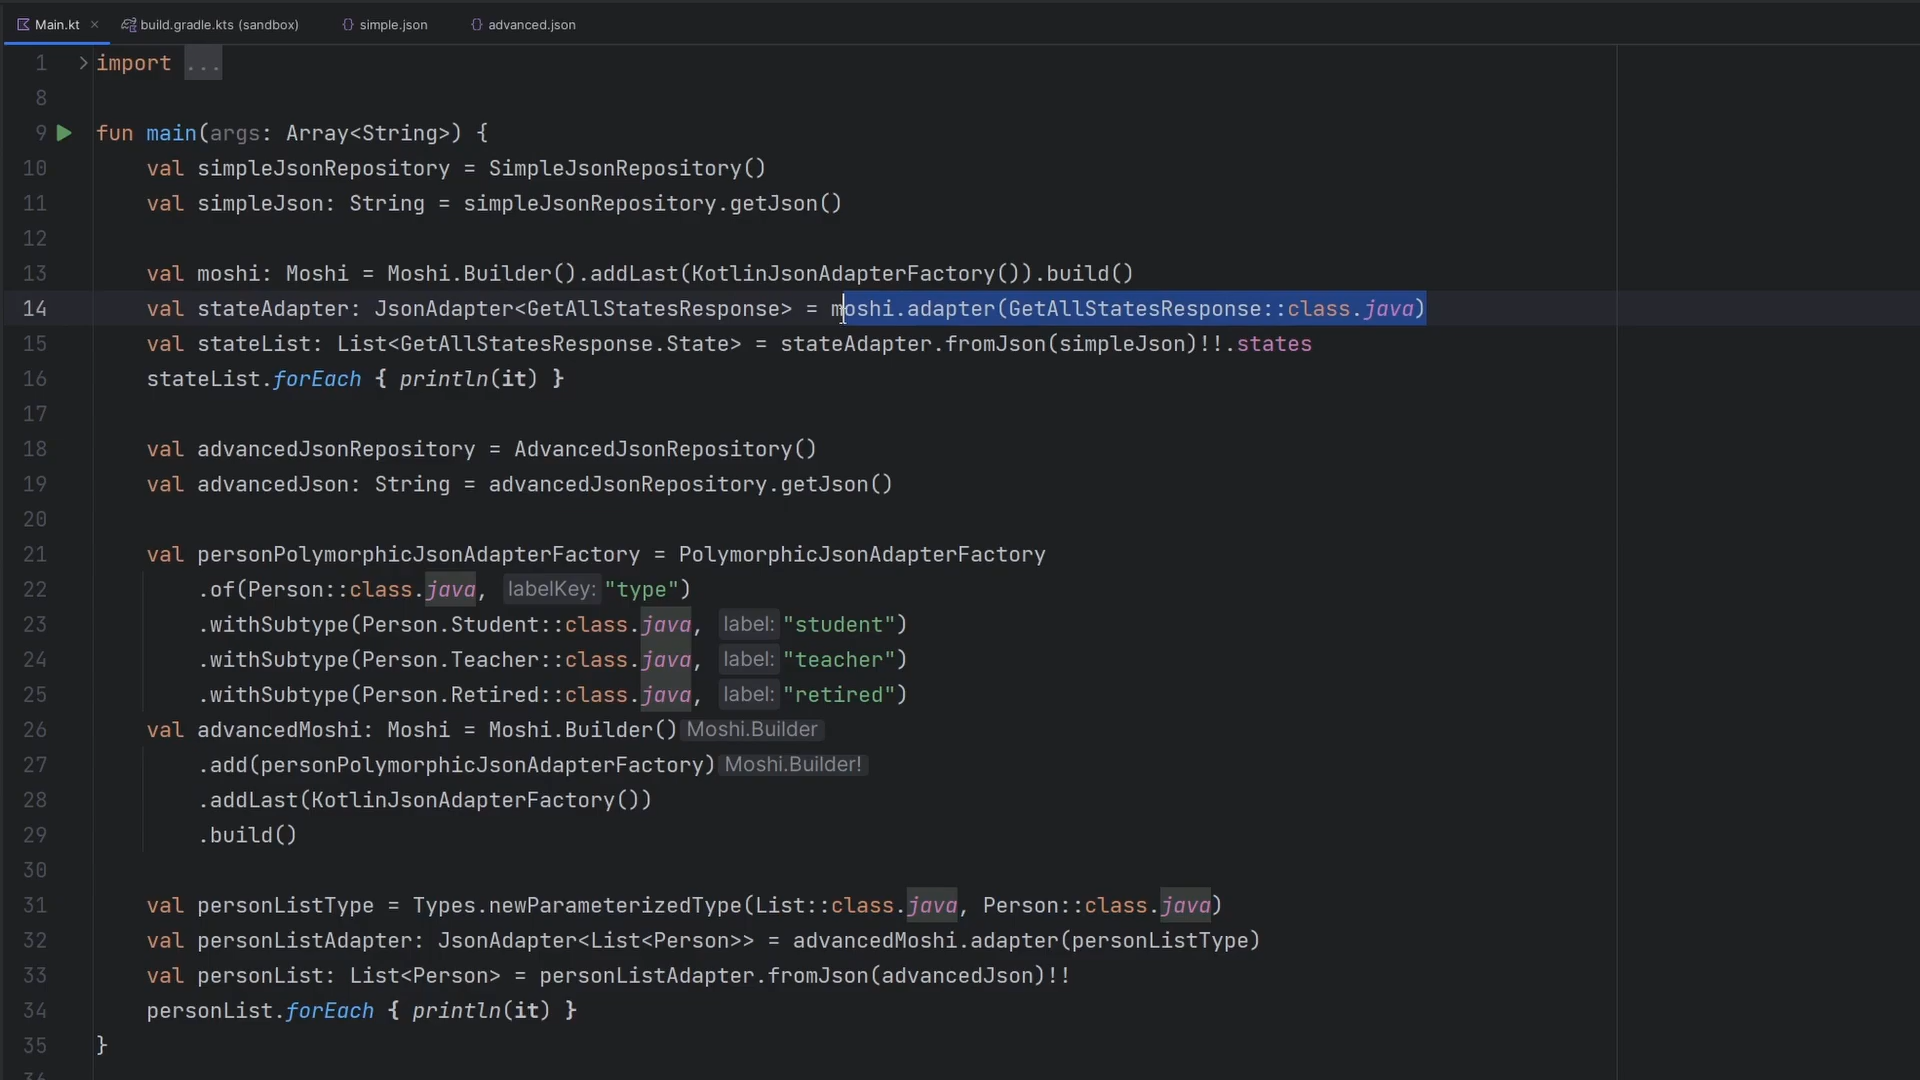 Main.kt × build.gradle.kts (sandbox) {} simple.json {} advanced.json
1 > import ...
8
9 fun main(args: Array<String>) {
10 val simpleJsonRepository = SimpleJsonRepository()
11 val simpleJson: String = simpleJsonRepository.getJson()
12
13 val moshi: Moshi = Moshi.Builder().addLast(KotlinJsonAdapterFactory()).build()
14 val stateAdapter: JsonAdapter<GetAllStatesResponse> = moshi.adapter(GetAllStatesResponse::class.java)
15 val stateList: List<GetAllStatesResponse.State> = stateAdapter.fromJson(simpleJson)!!.states
16 stateList.forEach { println(it) }
17
18 val advancedJsonRepository = AdvancedJsonRepository()
19 val advancedJson: String = advancedJsonRepository.getJson()
20
21 val personPolymorphicJsonAdapterFactory = PolymorphicJsonAdapterFactory
22 .of(Person::class.java, labelKey: "type")
23 .withSubtype(Person.Student::class.java, label: "student")
24 .withSubtype(Person.Teacher::class.java, label: "teacher")
25 .withSubtype(Person.Retired::class.java, label: "retired")
26 val advancedMoshi: Moshi = Moshi.Builder() Moshi.Builder
27 .add(personPolymorphicJsonAdapterFactory) Moshi.Builder!
28 .addLast(KotlinJsonAdapterFactory())
29 .build()
30
31 val personListType = Types.newParameterizedType(List::class.java, Person::class.java)
32 val personListAdapter: JsonAdapter<List<Person>> = advancedMoshi.adapter(personListType)
33 val personList: List<Person> = personListAdapter.fromJson(advancedJson)!!
34 personList.forEach { println(it) }
35 }
36